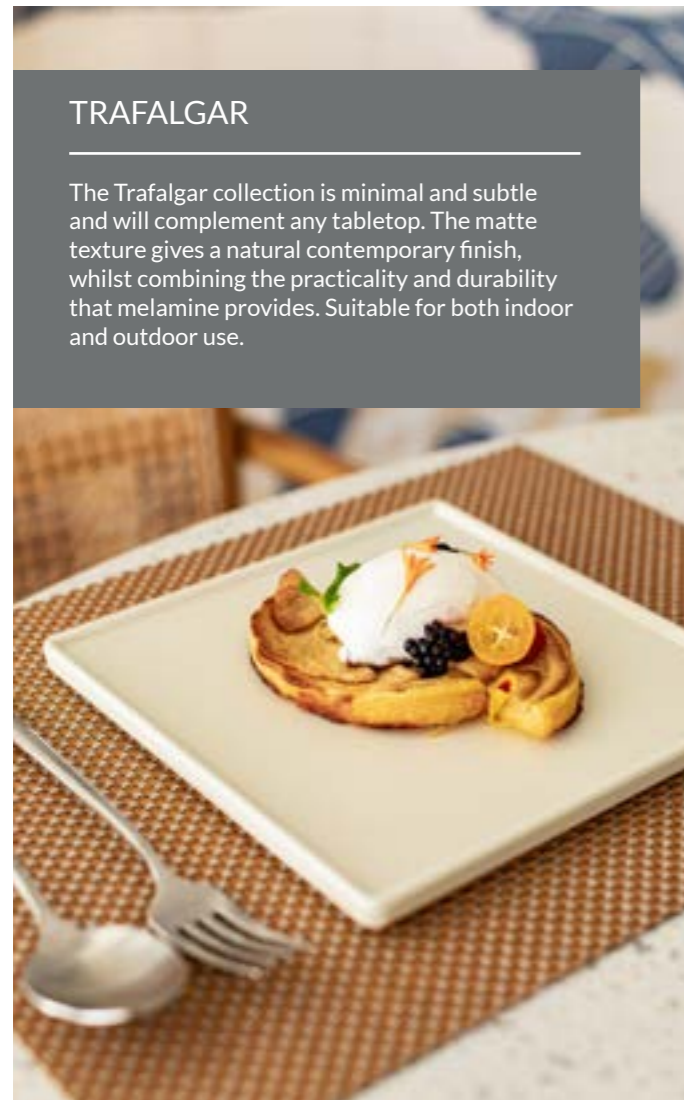 TRAFALGAR
The Trafalgar collection is minimal and subtle
and will complement any tabletop. The matte
texture gives a natural contemporary finish,
whilst combining the practicality and durability
that melamine provides. Suitable for both indoor
and outdoor use.